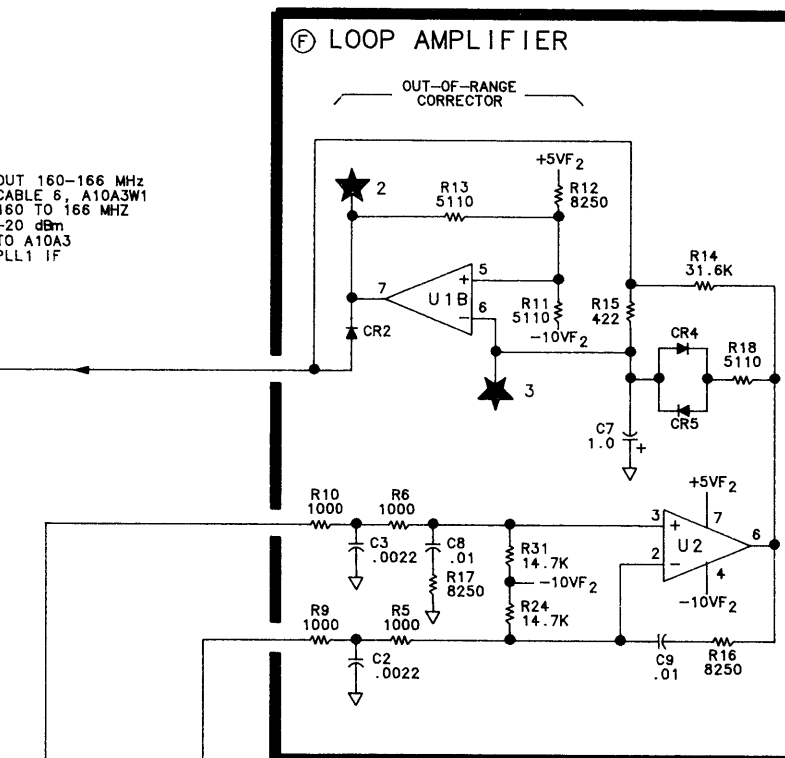 Ⓕ LOOP AMPLIFIER
OUT-OF-RANGE
CORRECTOR
OUT 160-166 MHz
CABLE 6, A10A3W1
160 TO 166 MHZ
-20 dBm
TO A10A3
PLL1 IF
2
R13
5110
+5VF2
R12
8250
7
5
+
U1B
6
-
R11
5110
-10VF2
R15
422
R14
31.6K
CR2
CR4
R18
5110
CR5
3
C7
1.0
+
+5VF2
R10
1000
R6
1000
3
+
7
6
2
-
U2
4
-10VF2
C3
.0022
C8
.01
R17
8250
R31
14.7K
-10VF2
R24
14.7K
R9
1000
R5
1000
C2
.0022
C9
.01
R16
8250